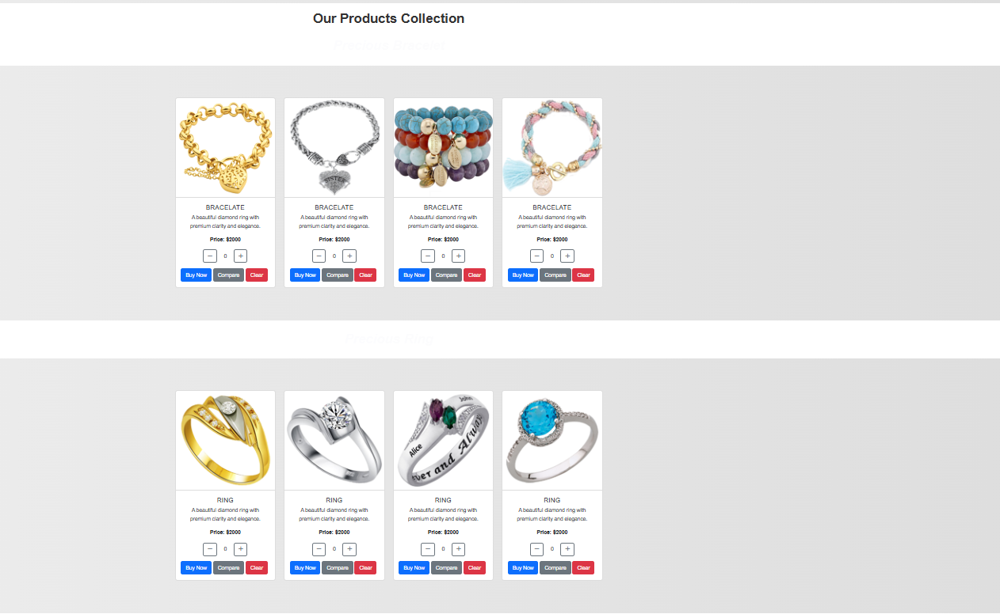 Our Products Collection
Precious Bracelet
BRACELATE
A beautiful diamond ring with
premium clarity and elegance.
Price: $2000
− 0 +
Buy Now Compare Clear
SISTER
BRACELATE
A beautiful diamond ring with
premium clarity and elegance.
Price: $2000
− 0 +
Buy Now Compare Clear
BRACELATE
A beautiful diamond ring with
premium clarity and elegance.
Price: $2000
− 0 +
Buy Now Compare Clear
BRACELATE
A beautiful diamond ring with
premium clarity and elegance.
Price: $2000
− 0 +
Buy Now Compare Clear
Precious Ring
RING
A beautiful diamond ring with
premium clarity and elegance.
Price: $2000
− 0 +
Buy Now Compare Clear
RING
A beautiful diamond ring with
premium clarity and elegance.
Price: $2000
− 0 +
Buy Now Compare Clear
John
Alice
ver and Alway
RING
A beautiful diamond ring with
premium clarity and elegance.
Price: $2000
− 0 +
Buy Now Compare Clear
RING
A beautiful diamond ring with
premium clarity and elegance.
Price: $2000
− 0 +
Buy Now Compare Clear